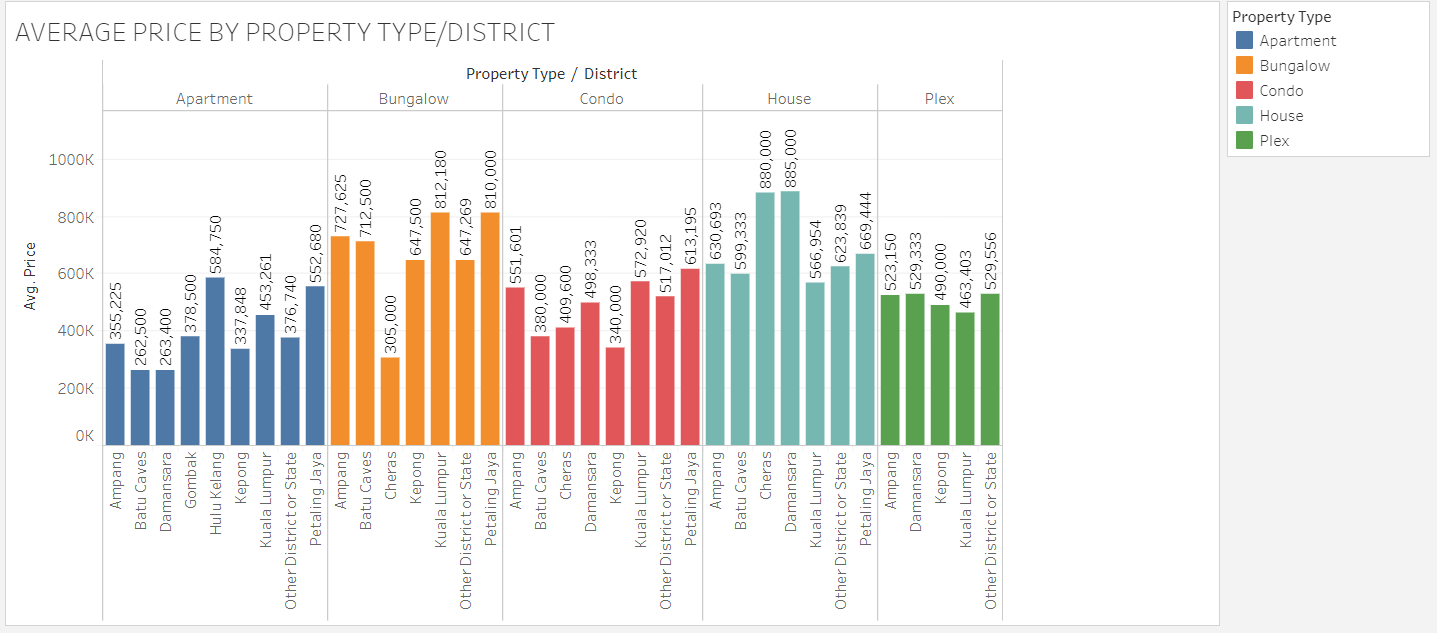 AVERAGE PRICE BY PROPERTY TYPE/DISTRICT
Property Type / District
Apartment
Bungalow
Condo
House
Plex
Avg. Price
1000K
800K
600K
400K
200K
0K
355,225
262,500
263,400
378,500
584,750
337,848
453,261
376,740
552,680
727,625
712,500
305,000
647,500
812,180
647,269
810,000
551,601
380,000
409,600
498,333
340,000
572,920
517,012
613,195
630,693
599,333
880,000
885,000
566,954
623,839
669,444
523,150
529,333
490,000
463,403
529,556
Ampang
Batu Caves
Damansara
Gombak
Hulu Kelang
Kepong
Kuala Lumpur
Other District or State
Petaling Jaya
Ampang
Batu Caves
Cheras
Kepong
Kuala Lumpur
Other District or State
Petaling Jaya
Ampang
Batu Caves
Cheras
Damansara
Kepong
Kuala Lumpur
Other District or State
Petaling Jaya
Ampang
Batu Caves
Cheras
Damansara
Kuala Lumpur
Other District or State
Petaling Jaya
Ampang
Damansara
Kepong
Kuala Lumpur
Other District or State
Property Type
Apartment
Bungalow
Condo
House
Plex